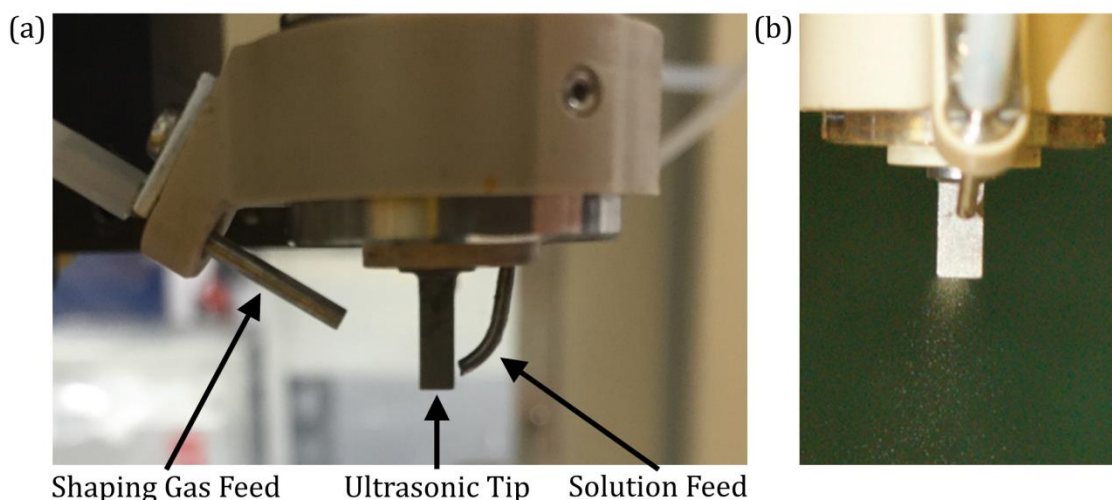 (a)
(b)
Shaping Gas Feed
Ultrasonic Tip
Solution Feed